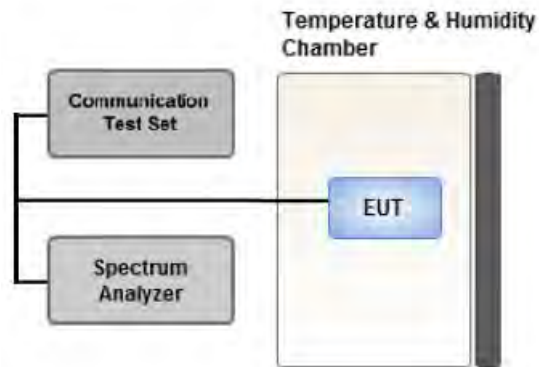 Temperature & Humidity
Chamber
Communication
Test Set
EUT
Spectrum
Analyzer